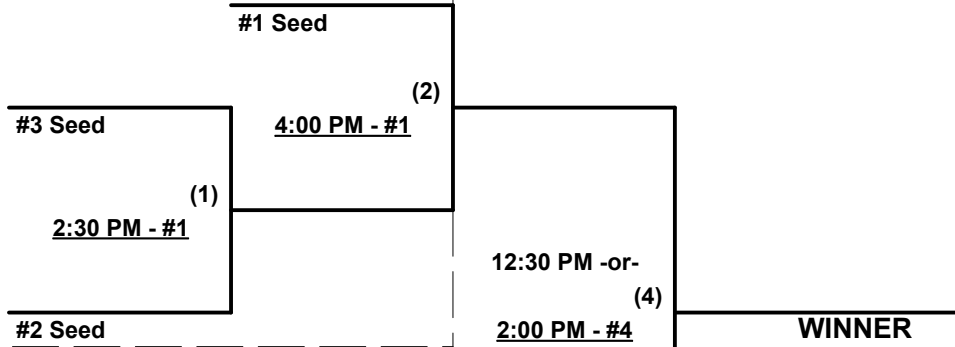 #1 Seed
(2)
4:00 PM - #1
#3 Seed
(1)
2:30 PM - #1
#2 Seed
12:30 PM -or-
(4)
2:00 PM - #4
WINNER